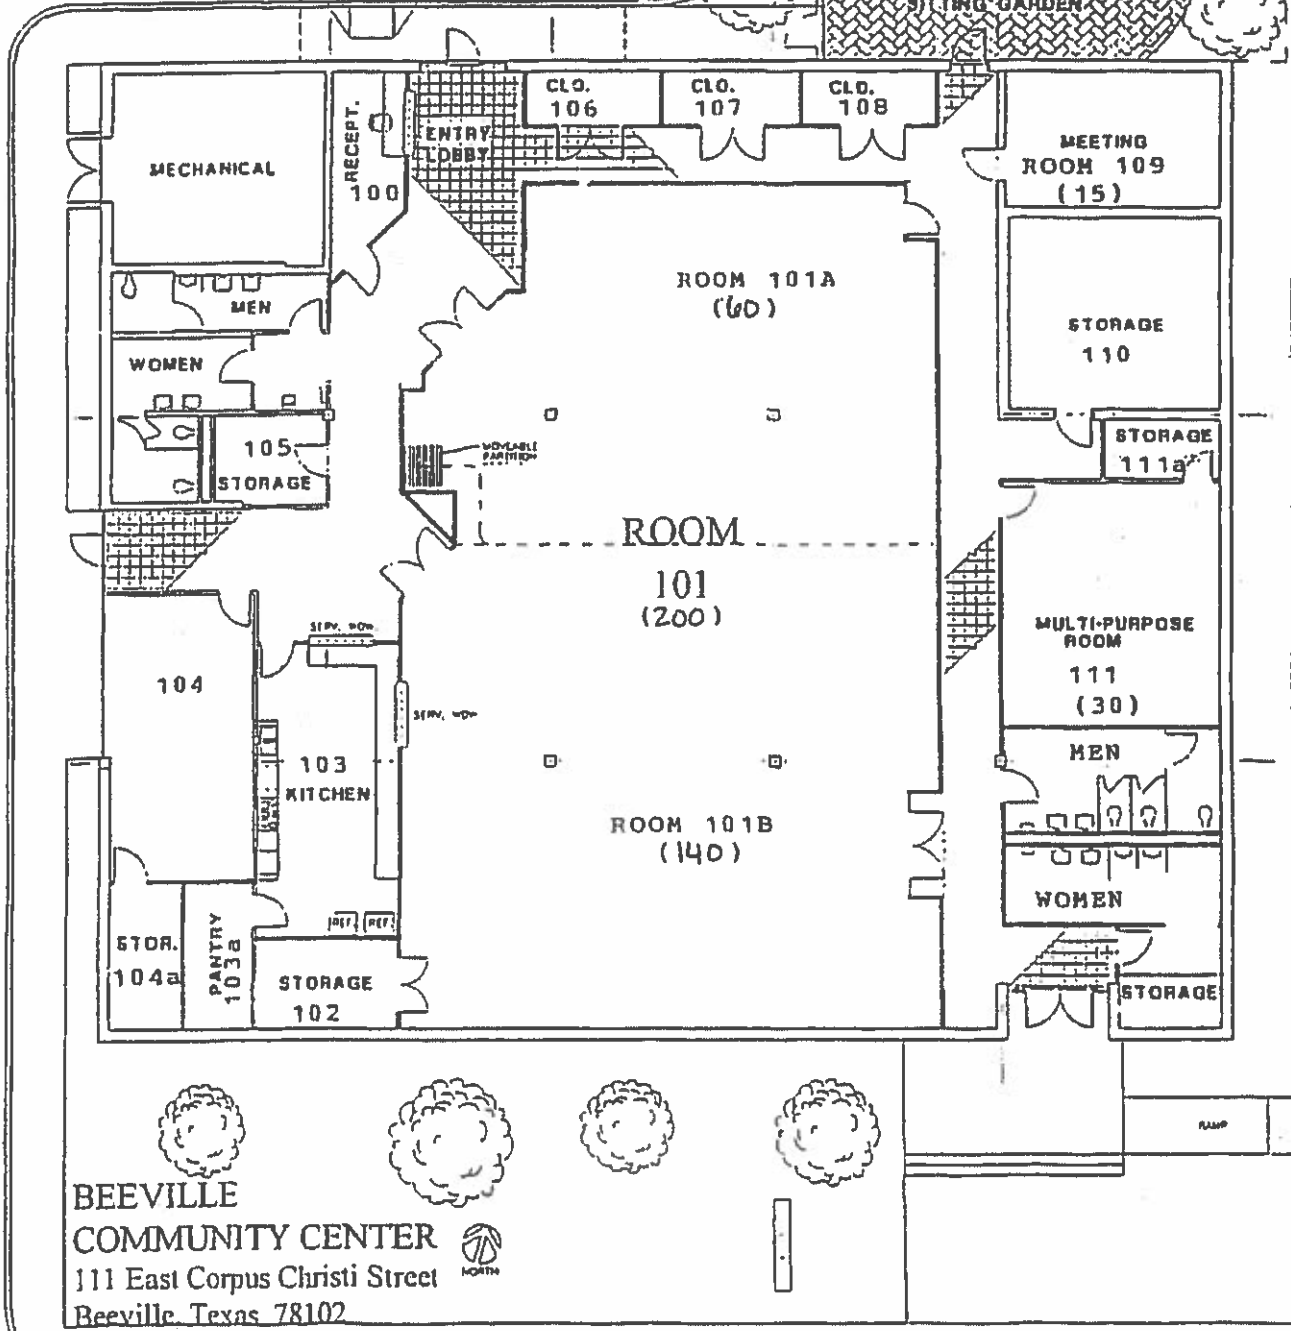 SITTING GARDEN
CLO.
106
CLO.
107
CLO.
108
RECEPT.
100
ENTRY
LOBBY
MECHANICAL
MEETING
ROOM 109
(15)
ROOM 101A
(60)
MEN
STORAGE
110
WOMEN
105
STORAGE
MOVEABLE
PARTITION
STORAGE
111a
ROOM
101
(200)
SERV. WDW.
MULTI-PURPOSE
ROOM
111
(30)
104
SERV. WDW
103
KITCHEN
MEN
ROOM 101B
(140)
WOMEN
REF.
REF.
STOR.
104a
PANTRY
103a
STORAGE
102
STORAGE
RAMP
BEEVILLE
COMMUNITY CENTER
NORTH
111 East Corpus Christi Street
Beeville, Texas 78102